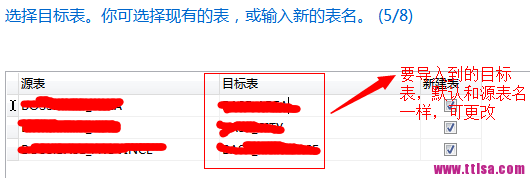 选择目标表。你可选择现有的表，或输入新的表名。 (5/8)
源表
目标表
新建表
要导入到的目标
表，默认和源表名
一样，可更改
www.ttlsa.com